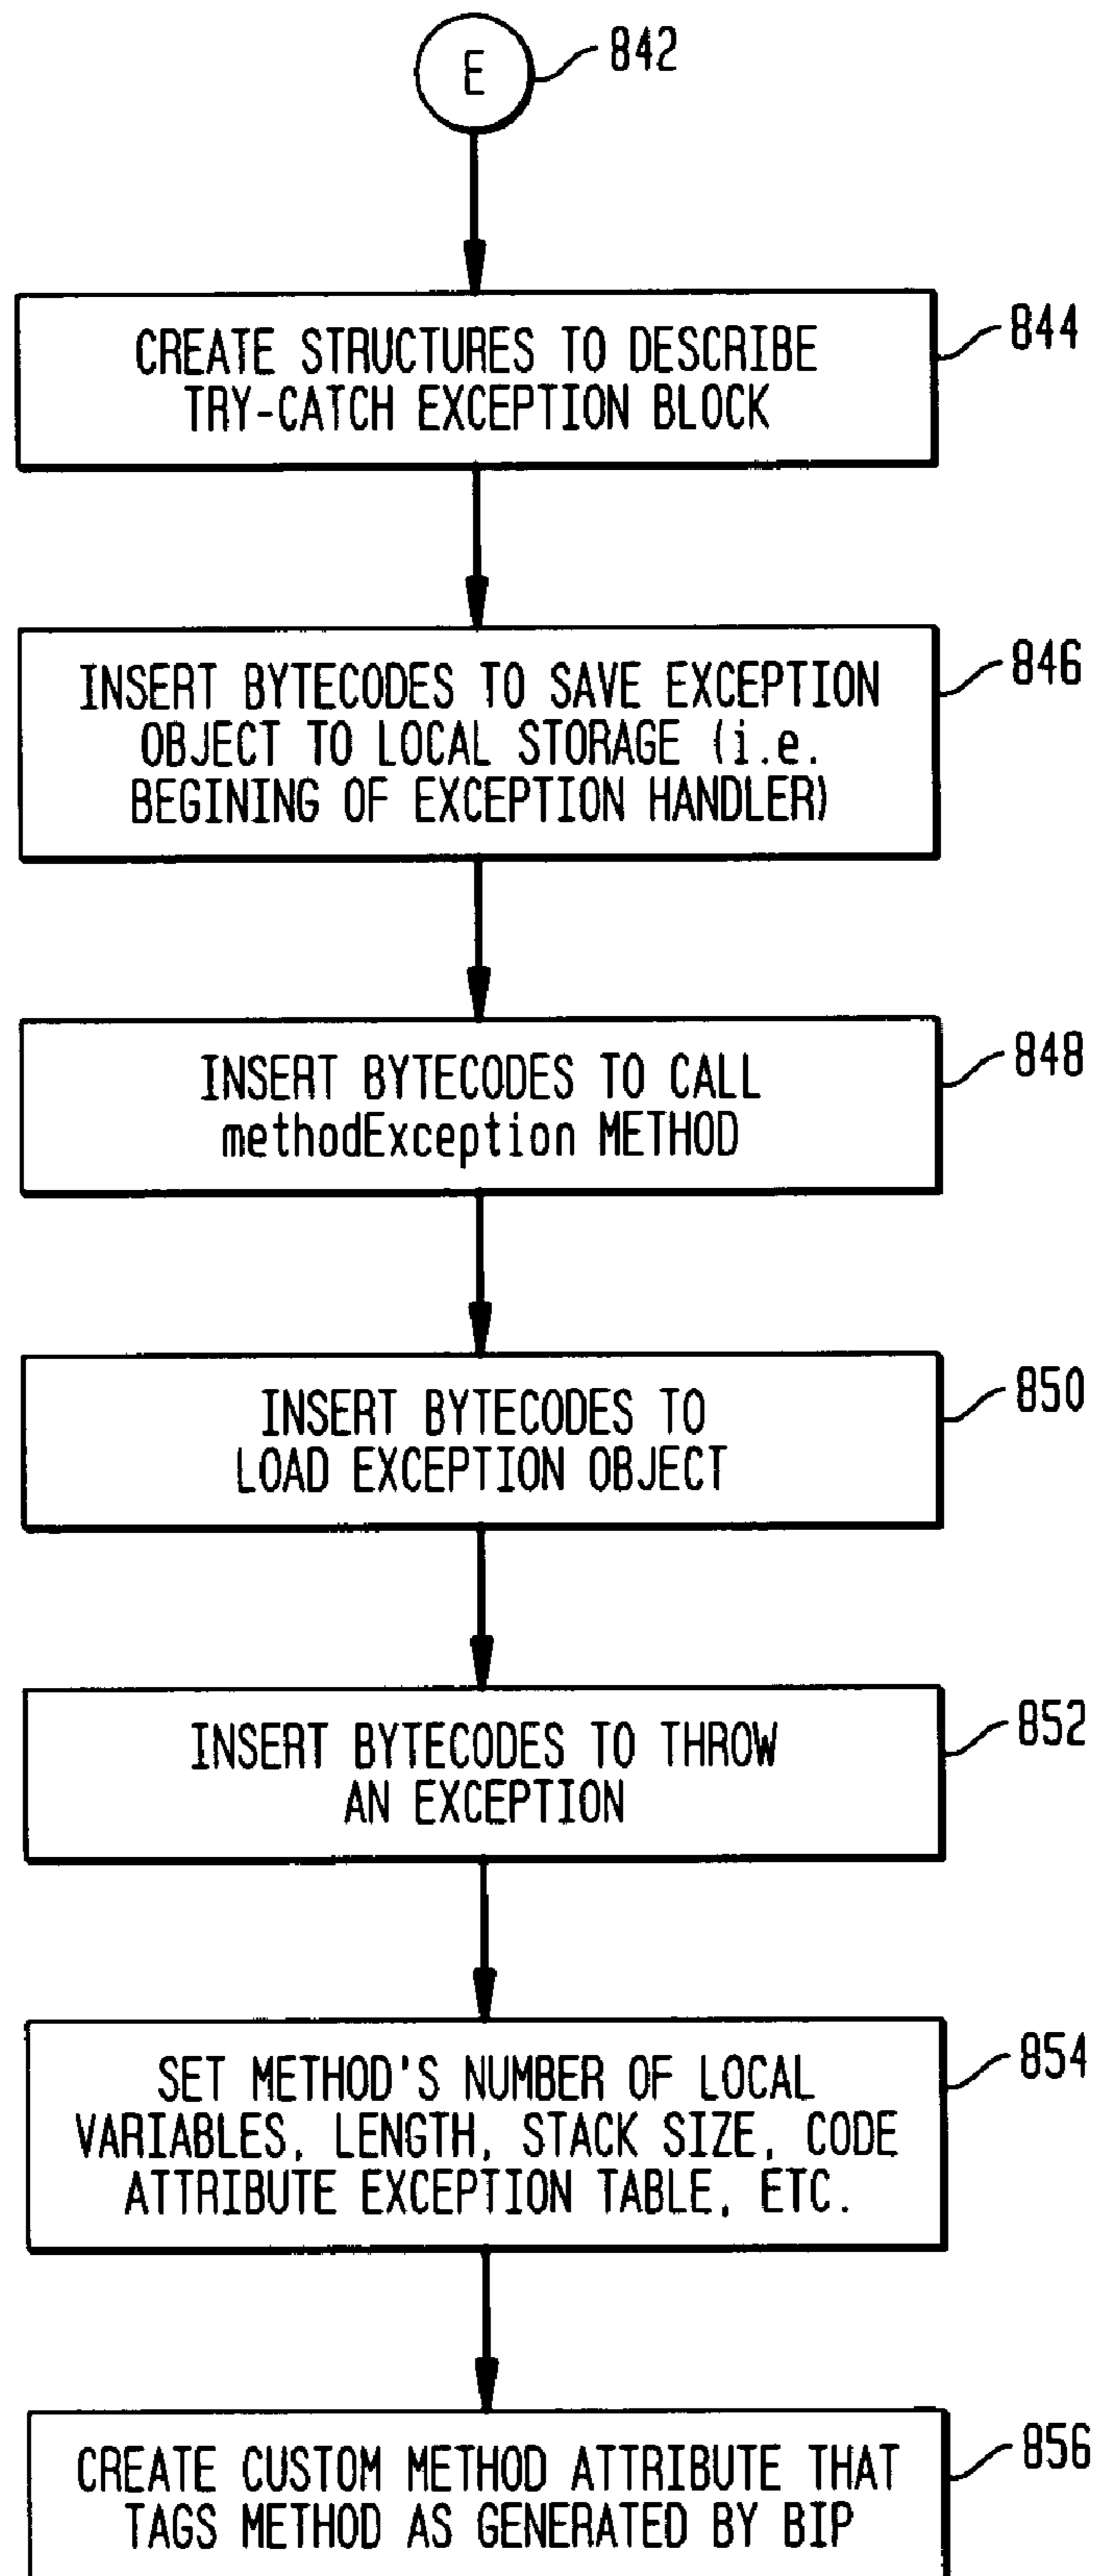 E
842
CREATE STRUCTURES TO DESCRIBE
TRY-CATCH EXCEPTION BLOCK
844
INSERT BYTECODES TO SAVE EXCEPTION
OBJECT TO LOCAL STORAGE (i.e.
BEGINING OF EXCEPTION HANDLER)
846
INSERT BYTECODES TO CALL
methodException METHOD
848
INSERT BYTECODES TO
LOAD EXCEPTION OBJECT
850
INSERT BYTECODES TO THROW
AN EXCEPTION
852
SET METHOD'S NUMBER OF LOCAL
VARIABLES, LENGTH, STACK SIZE, CODE
ATTRIBUTE EXCEPTION TABLE, ETC.
854
CREATE CUSTOM METHOD ATTRIBUTE THAT
TAGS METHOD AS GENERATED BY BIP
856